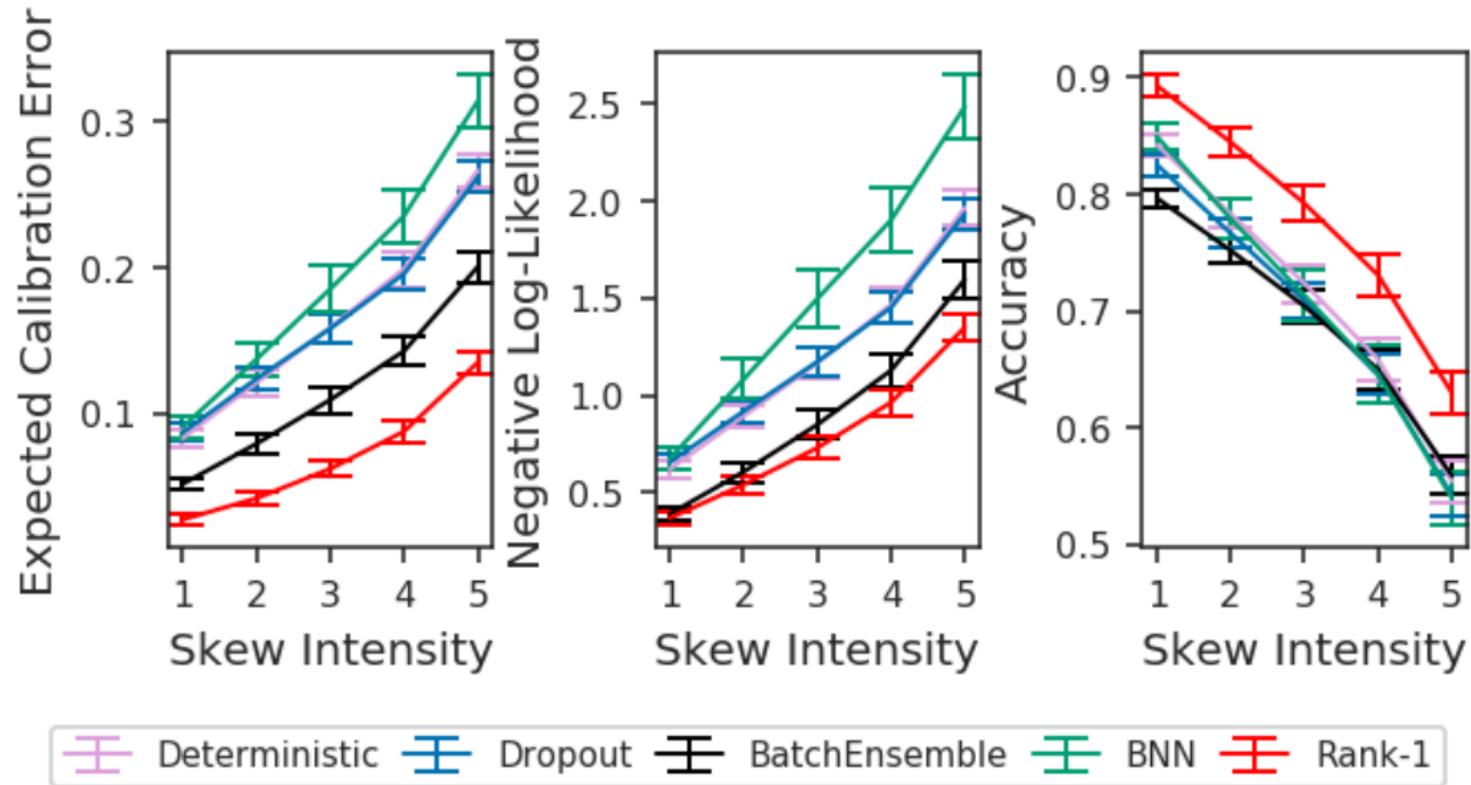 Expected Calibration Error
0.3
0.2
0.1
1 2 3 4 5
Skew Intensity
Negative Log-Likelihood
2.5
2.0
1.5
1.0
0.5
1 2 3 4 5
Skew Intensity
Accuracy
0.9
0.8
0.7
0.6
0.5
1 2 3 4 5
Skew Intensity
Deterministic Dropout BatchEnsemble BNN Rank-1